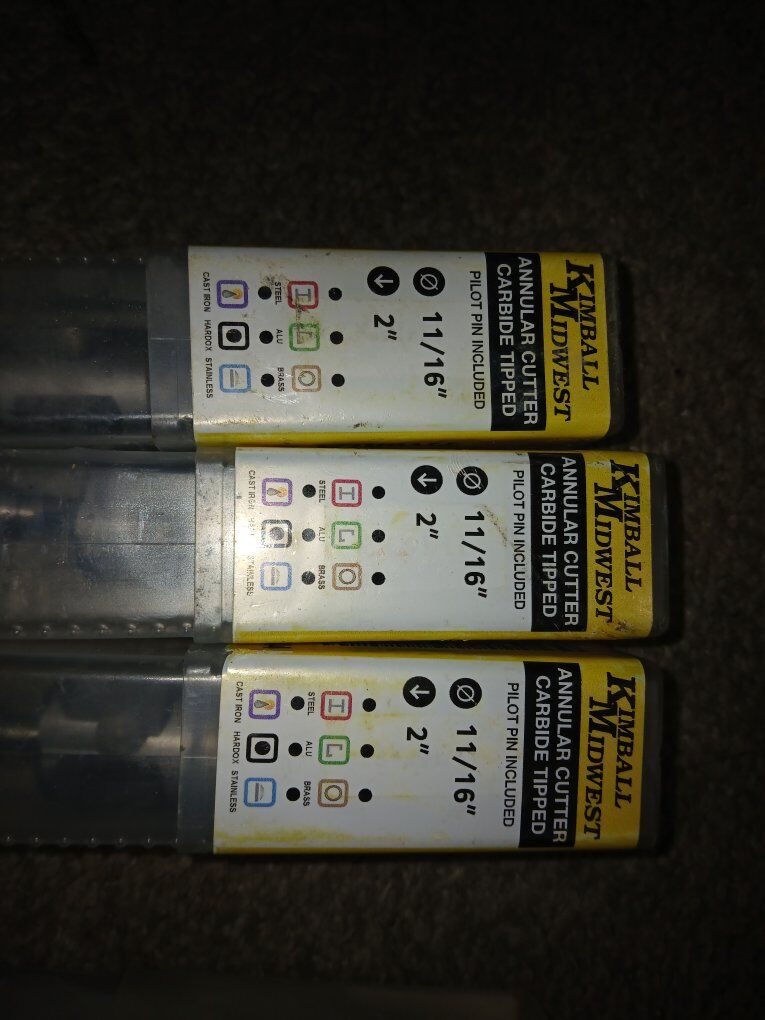 KIMBALL
MIDWEST
ANNULAR CUTTER
CARBIDE TIPPED
PILOT PIN INCLUDED
11/16"
2"
STEEL ALU BRASS
CAST IRON HARDOX STAINLESS
KIMBALL
MIDWEST
ANNULAR CUTTER
CARBIDE TIPPED
PILOT PIN INCLUDED
11/16"
2"
STEEL ALU BRASS
CAST IRON STAINLESS
KIMBALL
MIDWEST
ANNULAR CUTTER
CARBIDE TIPPED
PILOT PIN INCLUDED
11/16"
2"
STEEL ALU BRASS
CAST IRON HARDOX STAINLESS